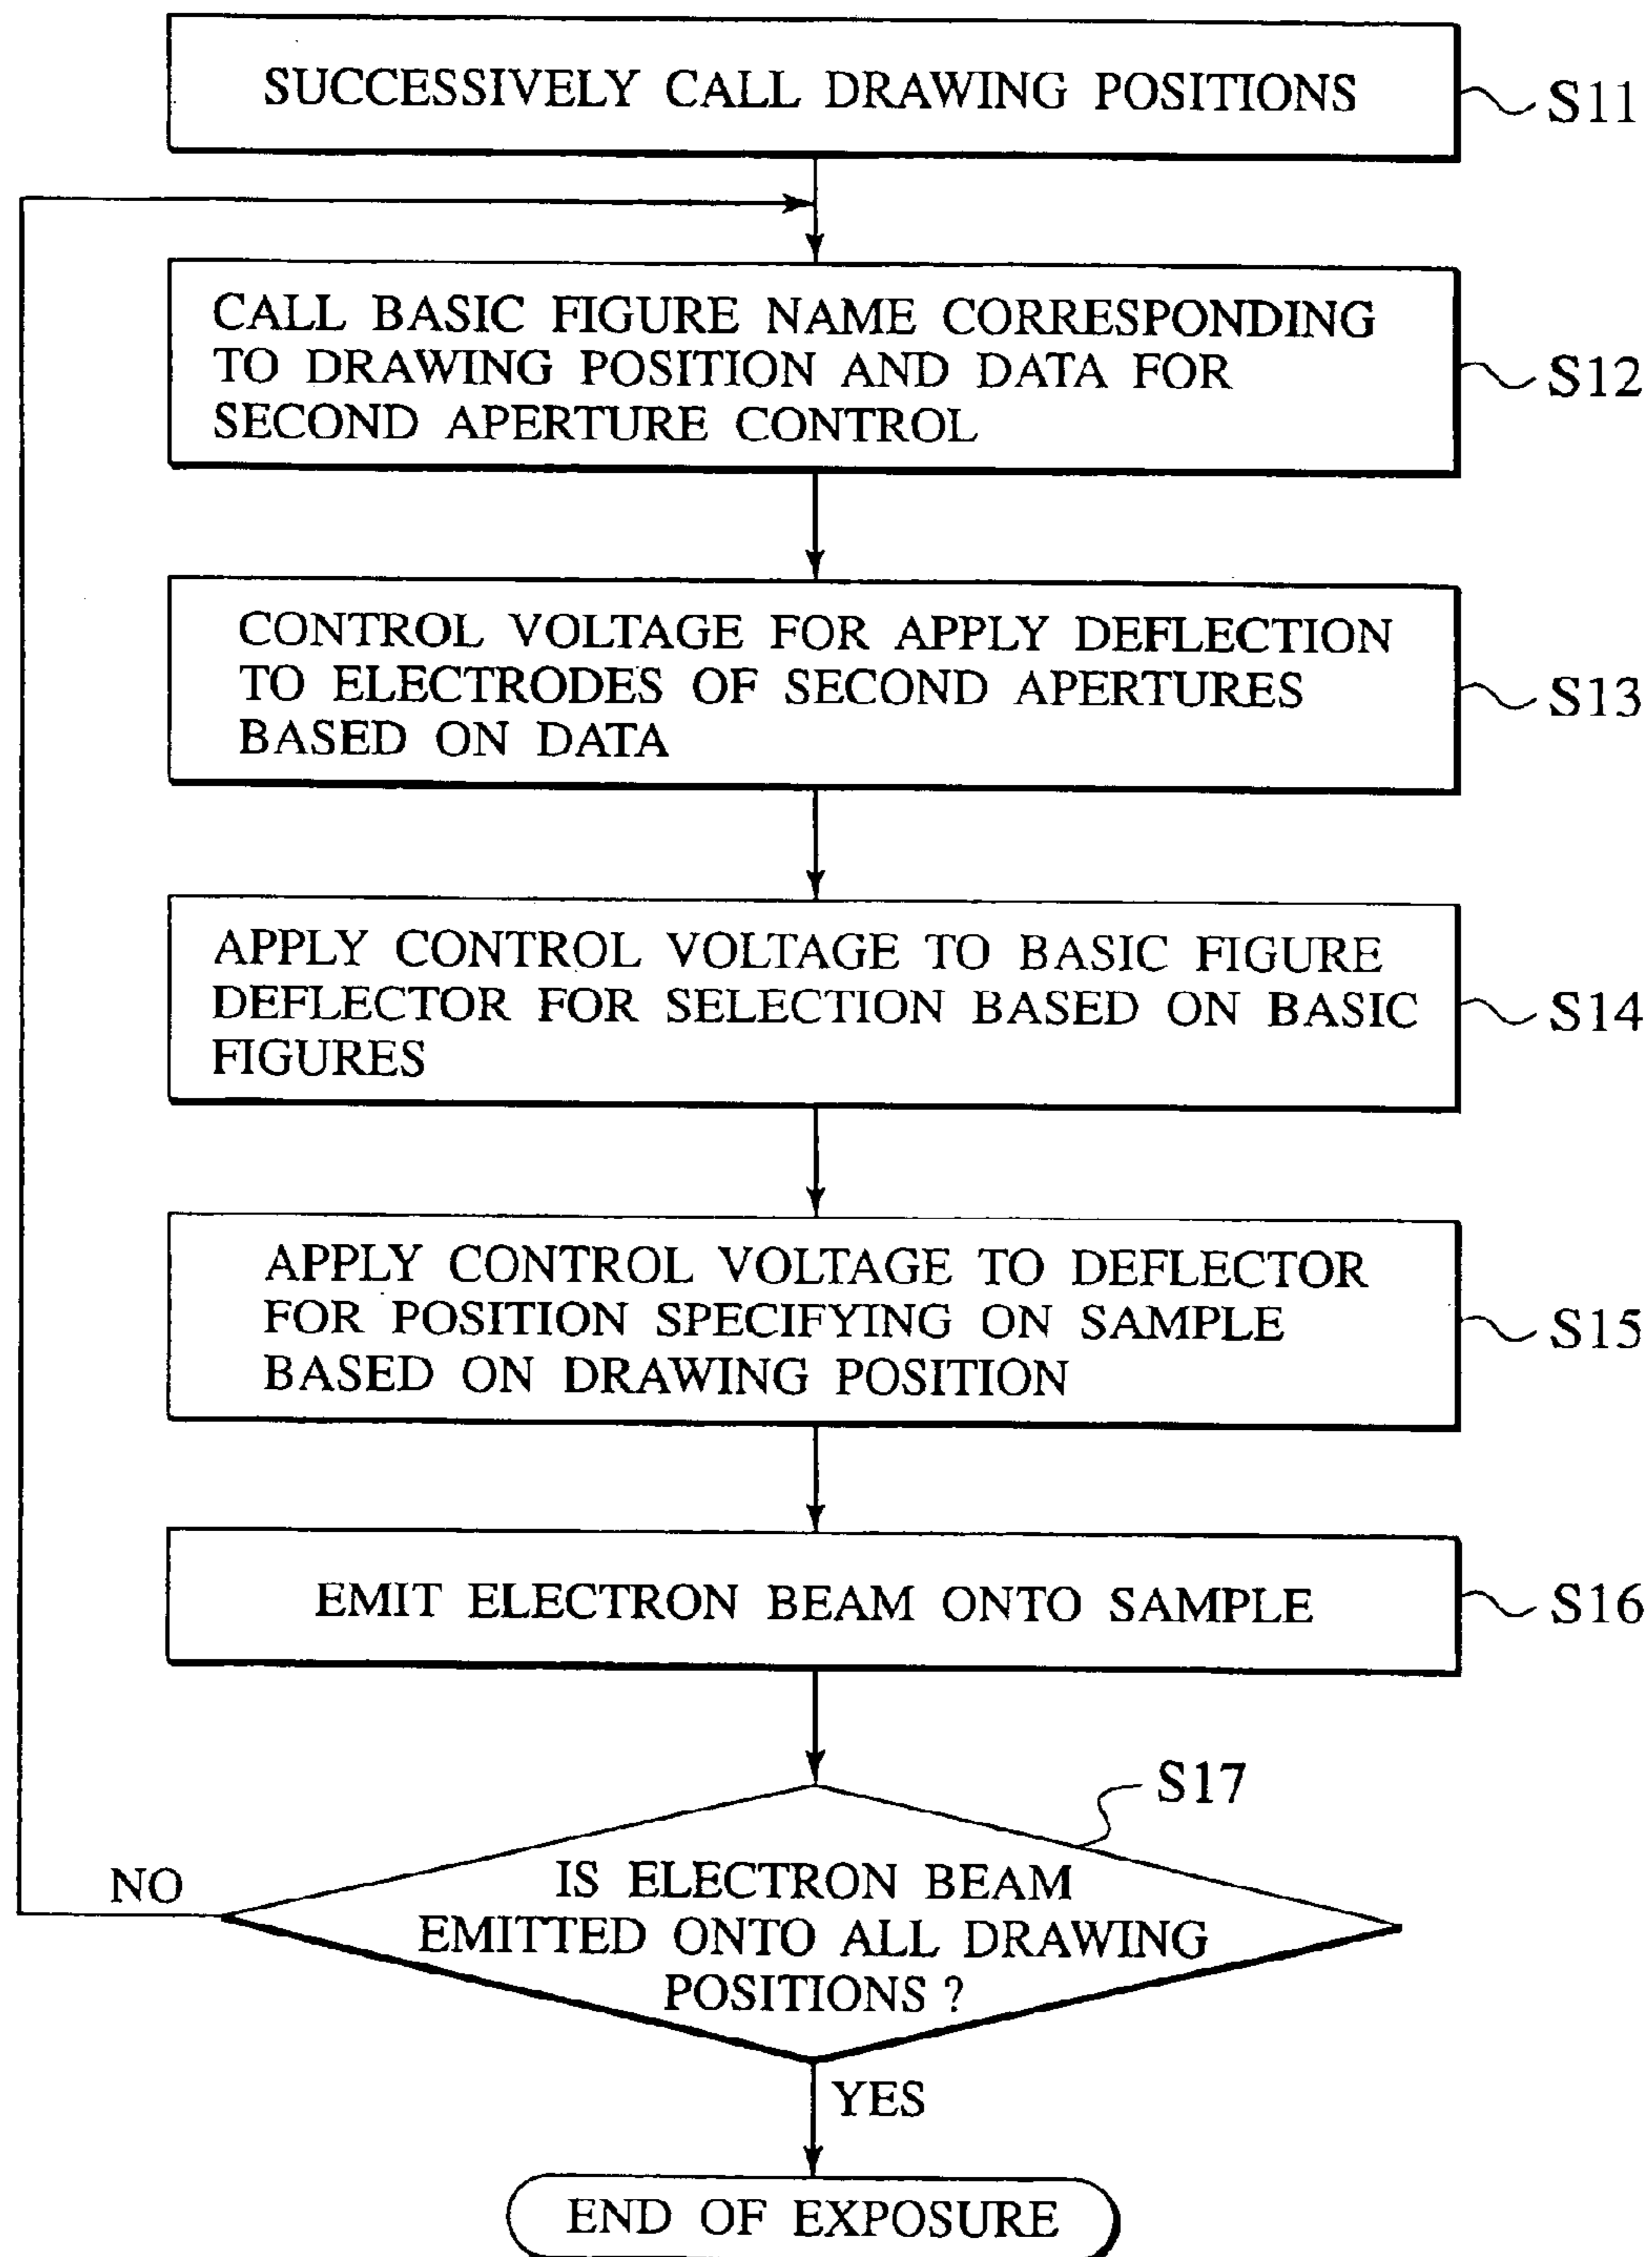 SUCCESSIVELY CALL DRAWING POSITIONS
S11
CALL BASIC FIGURE NAME CORRESPONDING
TO DRAWING POSITION AND DATA FOR
SECOND APERTURE CONTROL
S12
CONTROL VOLTAGE FOR APPLY DEFLECTION
TO ELECTRODES OF SECOND APERTURES
BASED ON DATA
S13
APPLY CONTROL VOLTAGE TO BASIC FIGURE
DEFLECTOR FOR SELECTION BASED ON BASIC
FIGURES
S14
APPLY CONTROL VOLTAGE TO DEFLECTOR
FOR POSITION SPECIFYING ON SAMPLE
BASED ON DRAWING POSITION
S15
EMIT ELECTRON BEAM ONTO SAMPLE
S16
S17
IS ELECTRON BEAM
EMITTED ONTO ALL DRAWING
POSITIONS ?
NO
YES
END OF EXPOSURE